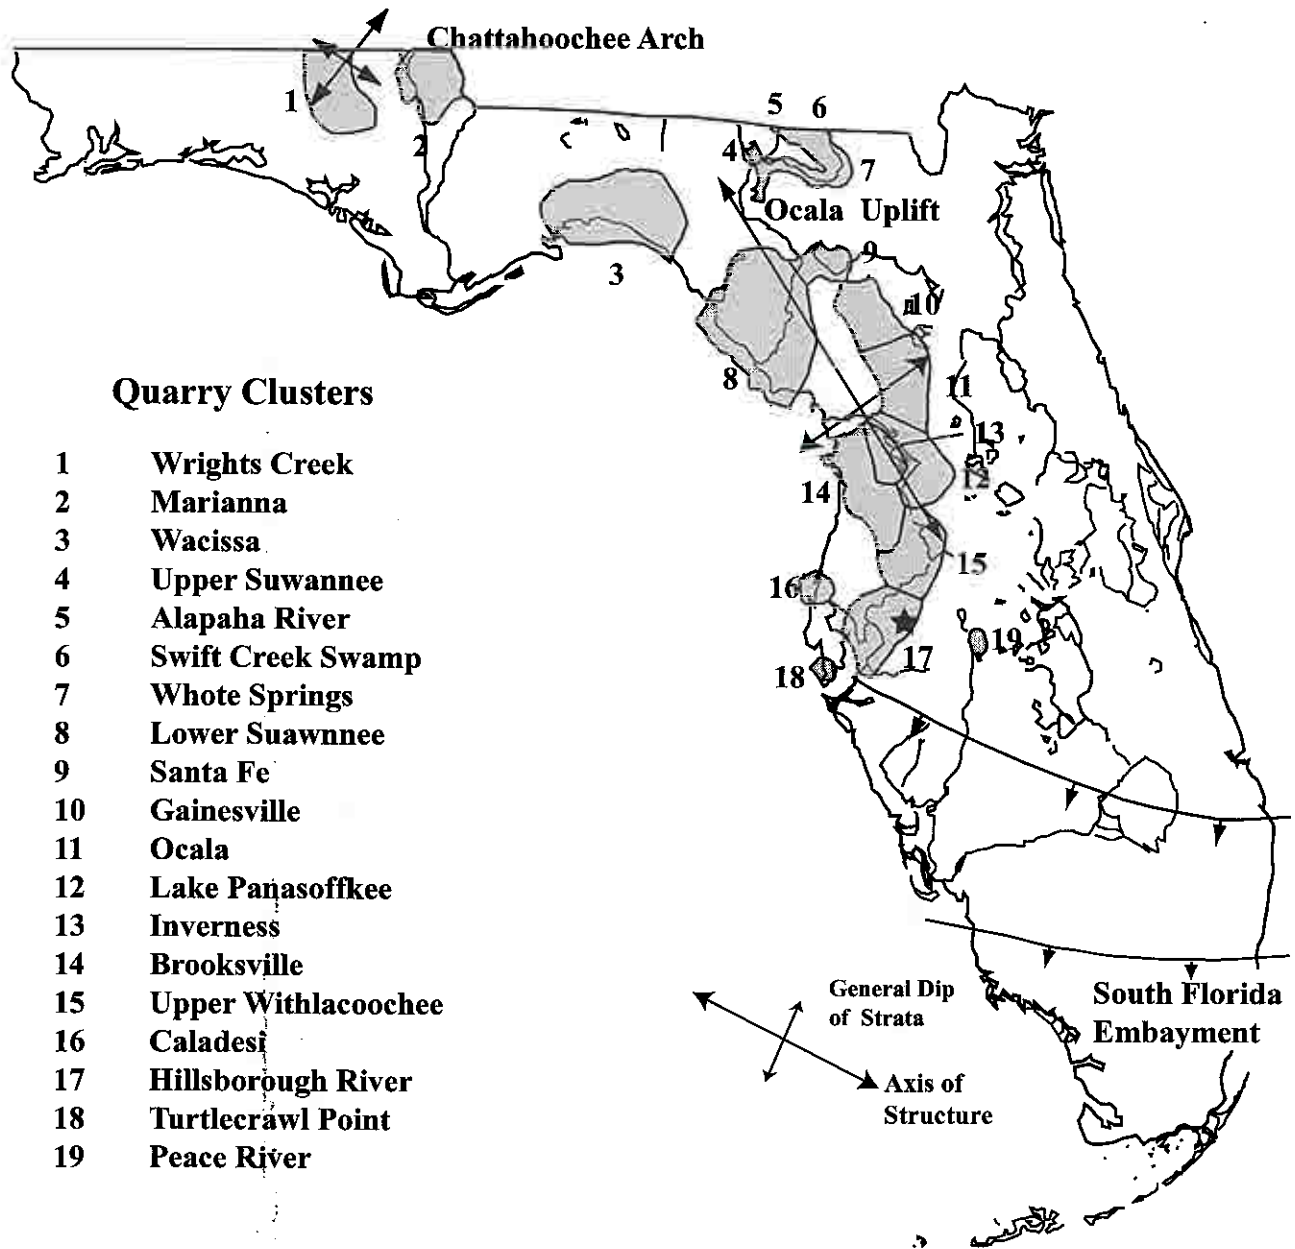 Chattahoochee Arch
1
2
5 6
4
7
Ocala Uplift
3
9
10
8
11
13
12
14
15
16
19
17
18
Quarry Clusters
1 Wrights Creek
2 Marianna
3 Wacissa
4 Upper Suwannee
5 Alapaha River
6 Swift Creek Swamp
7 Whote Springs
8 Lower Suawnnee
9 Santa Fe
10 Gainesville
11 Ocala
12 Lake Panasoffkee
13 Inverness
14 Brooksville
15 Upper Withlacoochee
16 Caladesi
17 Hillsborough River
18 Turtlecrawl Point
19 Peace River
General Dip
of Strata
Axis of
Structure
South Florida
Embayment